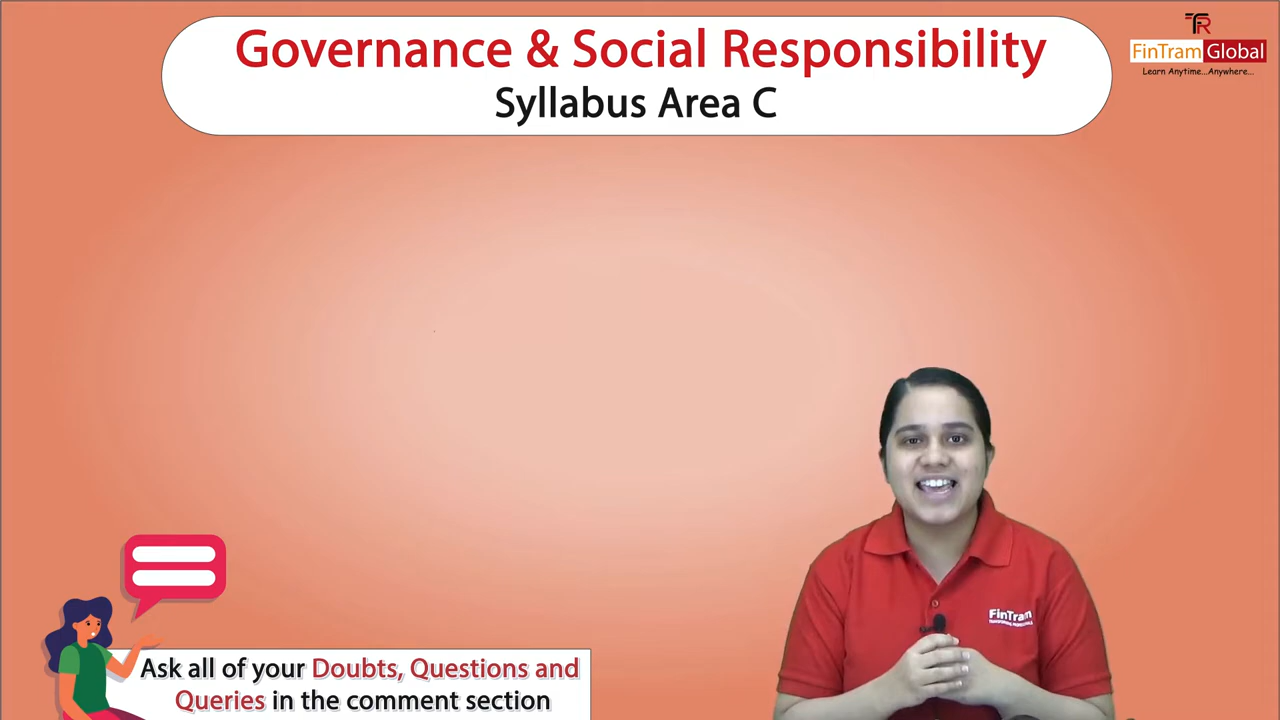 Governance & Social Responsibility
Syllabus Area C
FinTram Global
Learn Anytime...Anywhere...
FinTram
Ask all of your Doubts, Questions and
Queries in the comment section